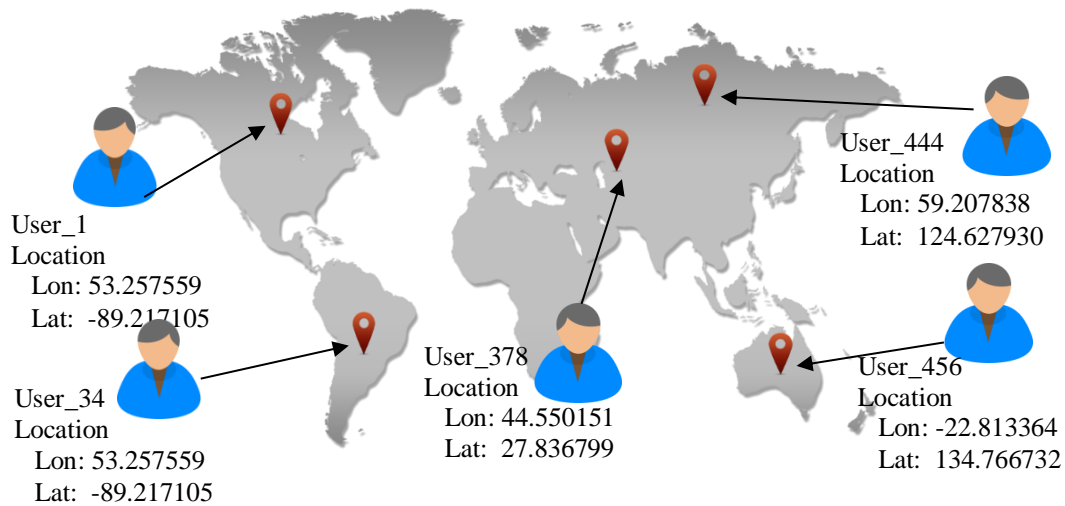 User_1
Location
Lon: 53.257559
Lat: -89.217105
User_34
Location
Lon: 53.257559
Lat: -89.217105
User_378
Location
Lon: 44.550151
Lat: 27.836799
User_444
Location
Lon: 59.207838
Lat: 124.627930
User_456
Location
Lon: -22.813364
Lat: 134.766732